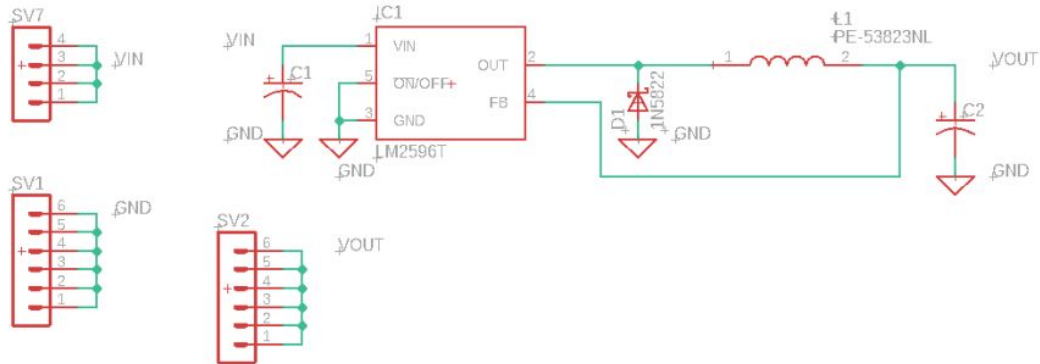 SV7
4
3
2
1
VIN
SV1
6
5
4
3
2
1
GND
SV2
6
5
4
3
2
1
VOUT
VIN
C1
GND
IC1
1
VIN
5
ON/OFF
3
GND
OUT
2
FB
4
LM2596T
GND
D1
1N5822
GND
L1
PE-53823NL
1
2
VOUT
C2
GND